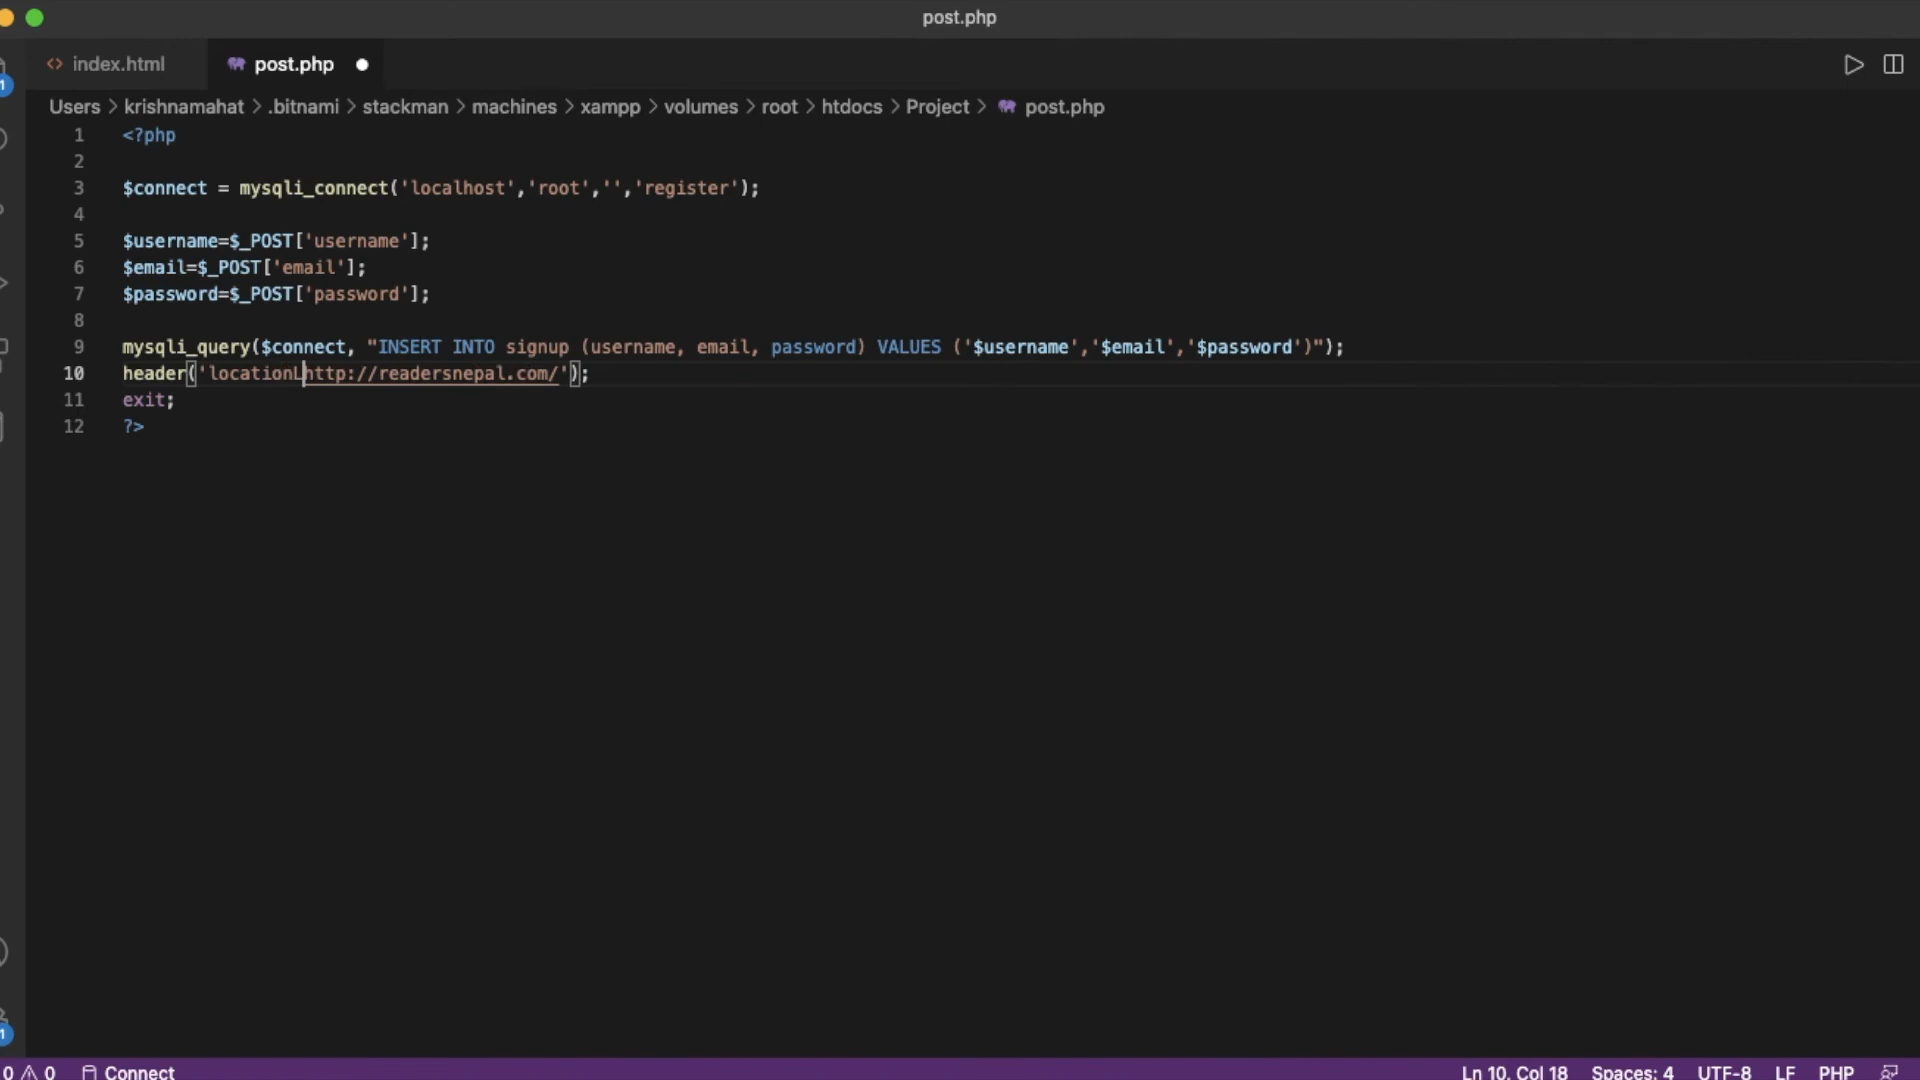 post.php
<> index.html post.php
Users > krishnamahat > .bitnami > stackman > machines > xampp > volumes > root > htdocs > Project > post.php
1 <?php
2
3 $connect = mysqli_connect('localhost','root','','register');
4
5 $username=$_POST['username'];
6 $email=$_POST['email'];
7 $password=$_POST['password'];
8
9 mysqli_query($connect, "INSERT INTO signup (username, email, password) VALUES ('$username','$email','$password')");
10 header('locationLhttp://readersnepal.com/');
11 exit;
12 ?>
1
1
0 0 Connect Ln 10, Col 18 Spaces: 4 UTF-8 LF PHP